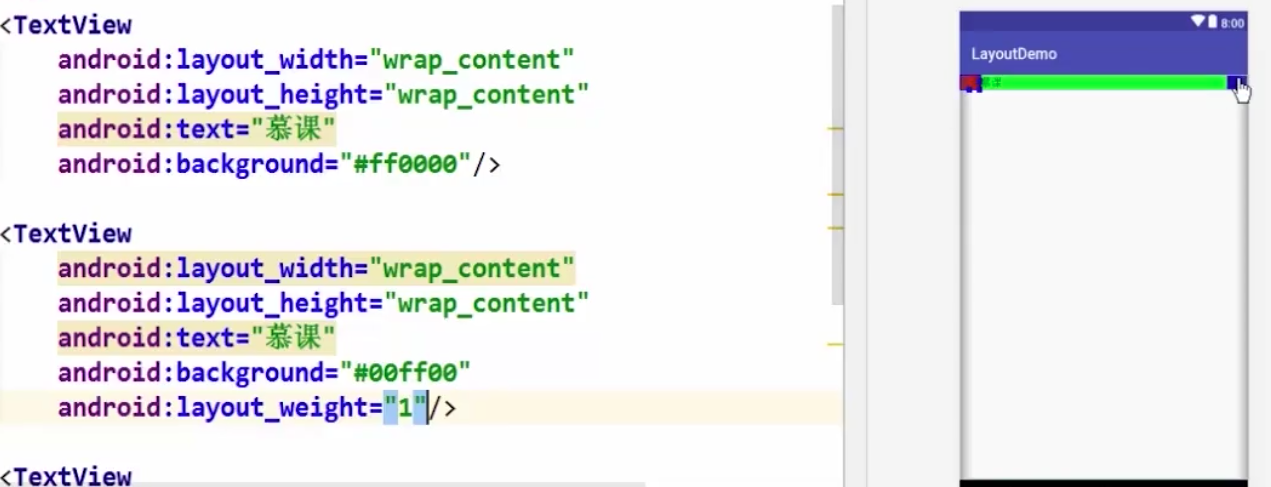 <TextView
android:layout_width="wrap_content"
android:layout_height="wrap_content"
android:text="慕课"
android:background="#ff0000"/>
<TextView
android:layout_width="wrap_content"
android:layout_height="wrap_content"
android:text="慕课"
android:background="#00ff00"
android:layout_weight="1"/>
<TextView
8:00
LayoutDemo
慕课